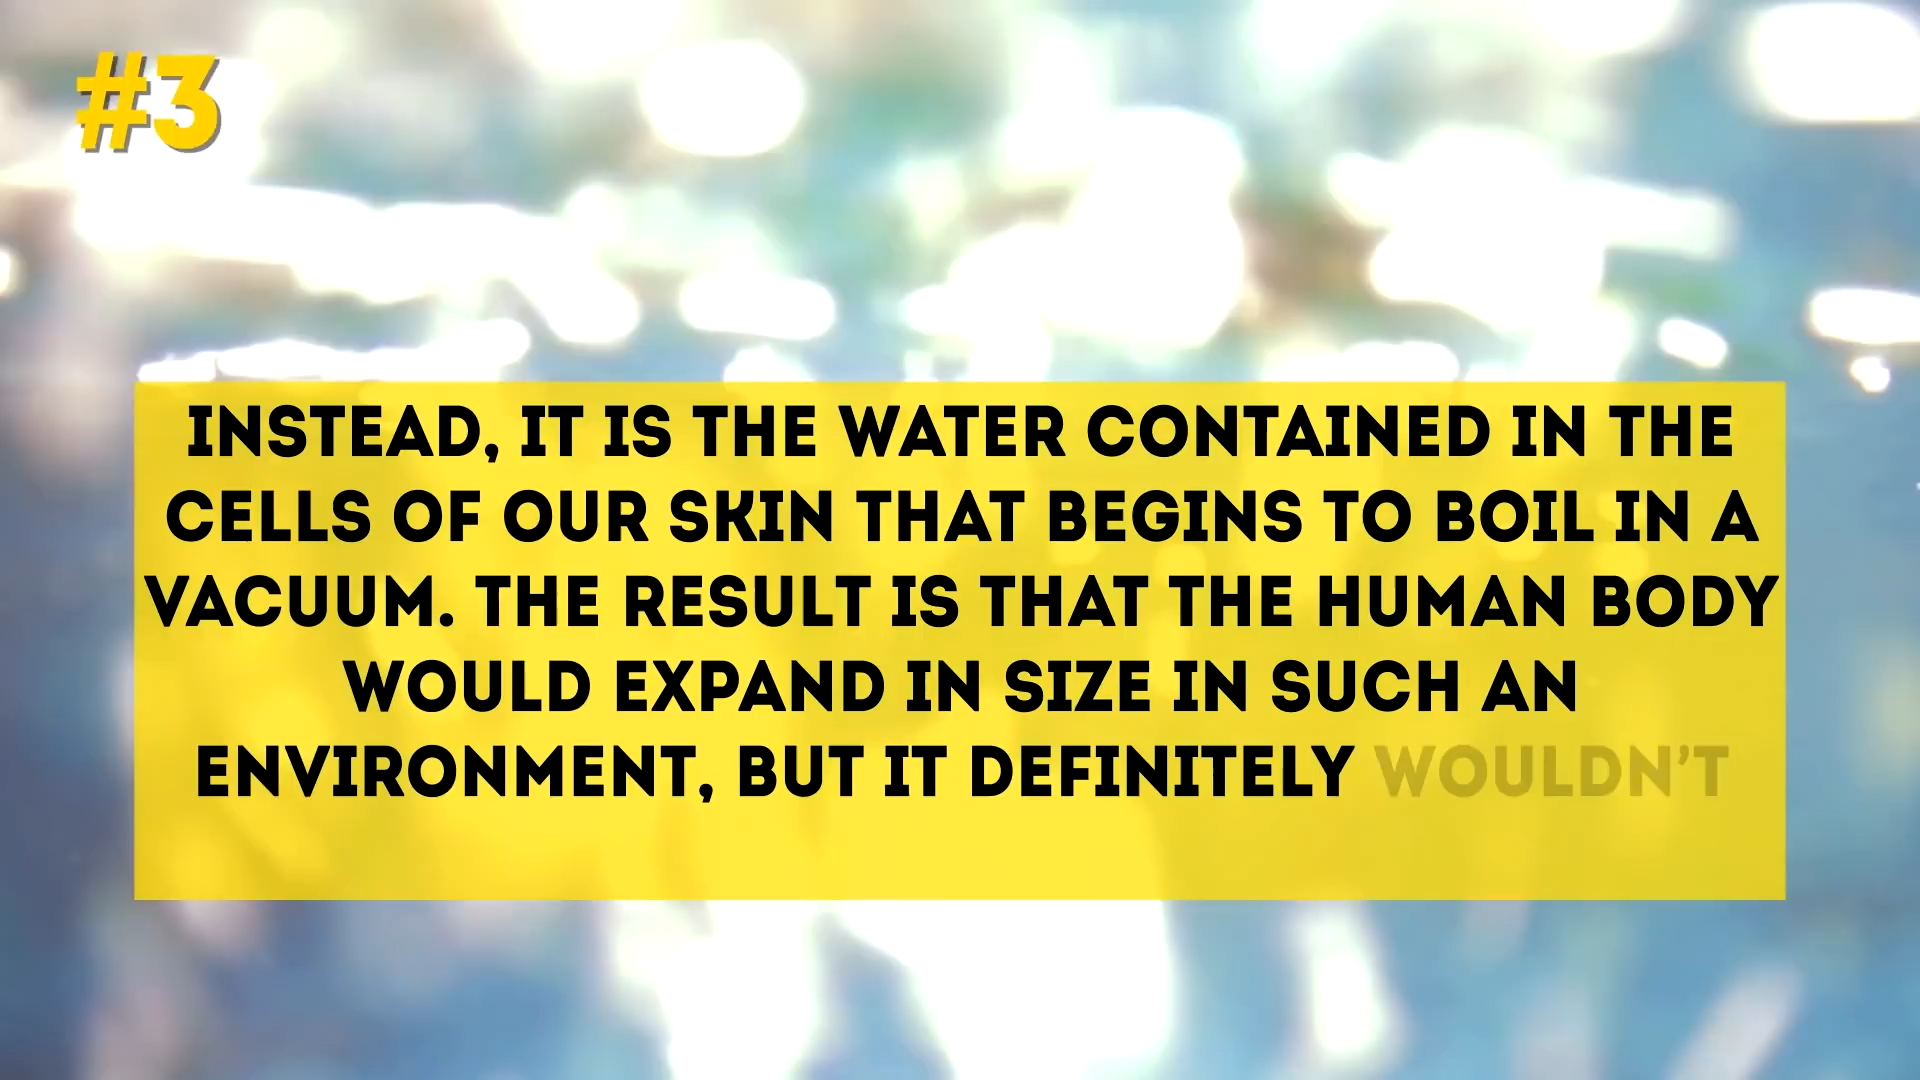 #3
INSTEAD, IT IS THE WATER CONTAINED IN THE
CELLS OF OUR SKIN THAT BEGINS TO BOIL IN A
VACUUM. THE RESULT IS THAT THE HUMAN BODY
WOULD EXPAND IN SIZE IN SUCH AN
ENVIRONMENT, BUT IT DEFINITELY WOULDN'T